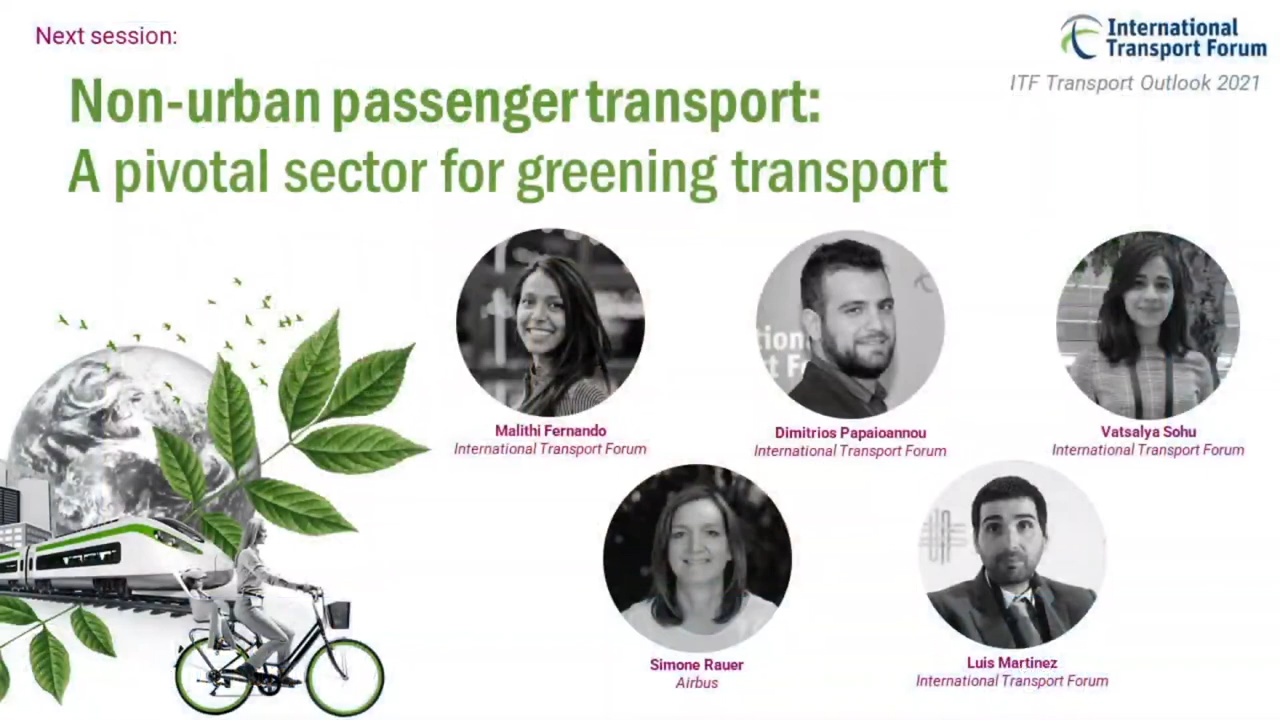 Next session:
International
Transport Forum
ITF Transport Outlook 2021
Non-urban passenger transport:
A pivotal sector for greening transport
tion
t F
Malithi Fernando
International Transport Forum
Dimitrios Papaioannou
International Transport Forum
Vatsalya Sohu
International Transport Forum
Simone Rauer
Airbus
Luis Martinez
International Transport Forum